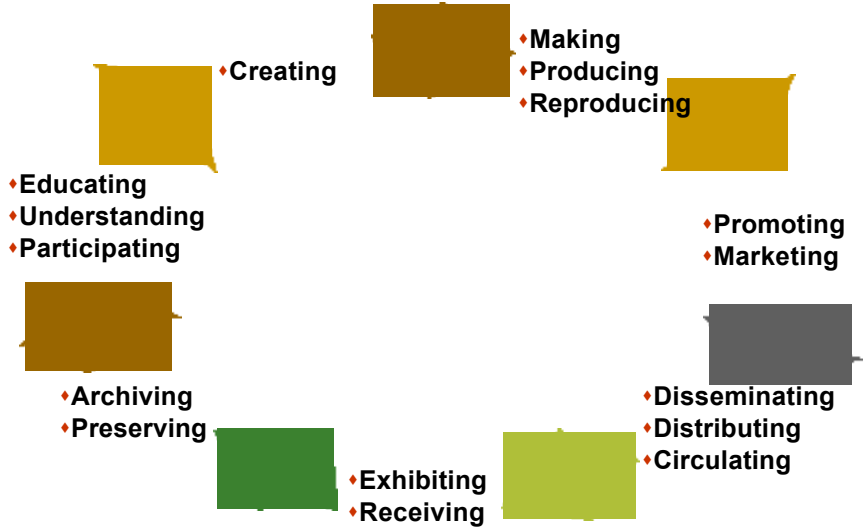 ♦Creating
♦Making
♦Producing
♦Reproducing
♦Promoting
♦Marketing
♦Disseminating
♦Distributing
♦Circulating
♦Exhibiting
♦Receiving
♦Archiving
♦Preserving
♦Educating
♦Understanding
♦Participating